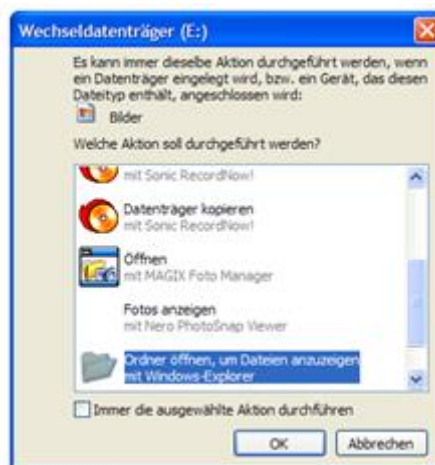 Wechseldatenträger (E:)
Es kann immer dieselbe Aktion durchgeführt werden, wenn
ein Datenträger eingelegt wird, bzw. ein Gerät, das diesen
Dateityp enthält, angeschlossen wird:
Bilder
Welche Aktion soll durchgeführt werden?
mit Sonic RecordNow!
Datenträger kopieren
mit Sonic RecordNow!
Öffnen
mit MAGIX Foto Manager
Fotos anzeigen
mit Nero PhotoSnap Viewer
Ordner öffnen, um Dateien anzuzeigen
mit Windows-Explorer
Immer die ausgewählte Aktion durchführen
OK
Abbrechen